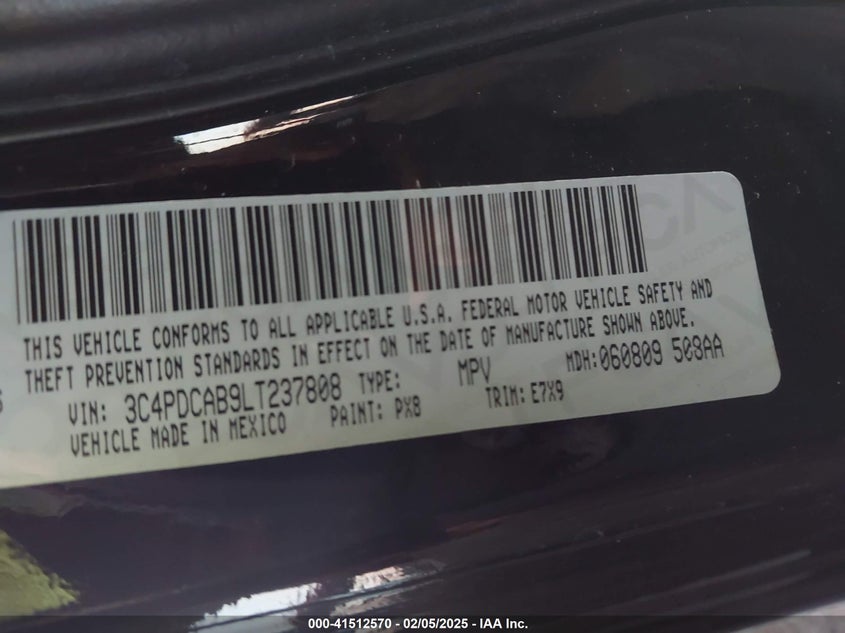 THIS VEHICLE CONFORMS TO ALL APPLICABLE U.S.A. FEDERAL MOTOR VEHICLE SAFETY AND
THEFT PREVENTION STANDARDS IN EFFECT ON THE DATE OF MANUFACTURE SHOWN ABOVE.
VIN: 3C4PDCAB9LT237808 TYPE: MPV MDH:060809 508AA
VEHICLE MADE IN MEXICO PAINT: PX8 TRIM: E7X9
000-41512570 - 02/05/2025 - IAA Inc.